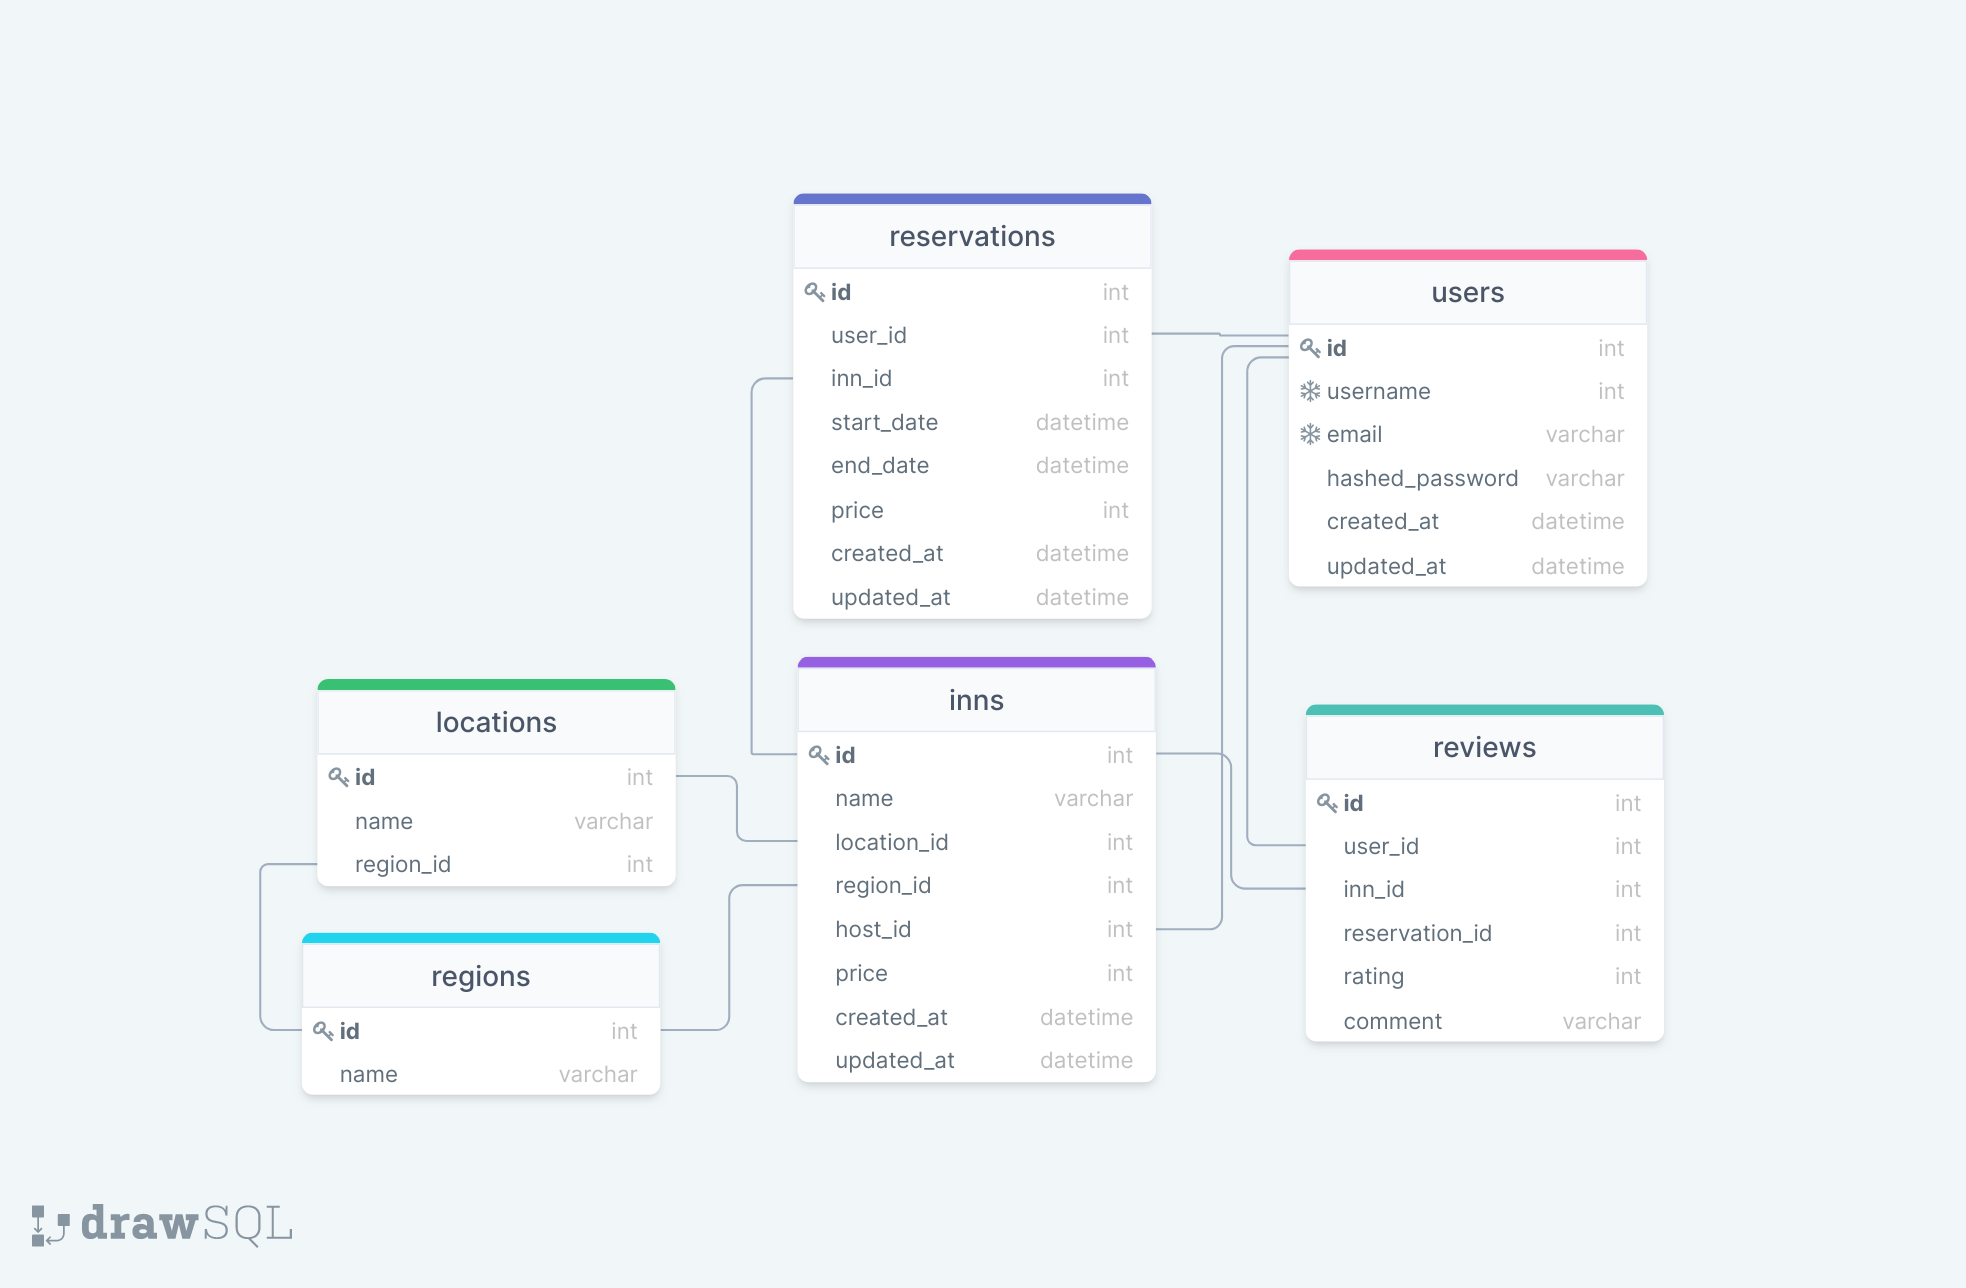 reservations
id int
user_id int
inn_id int
start_date datetime
end_date datetime
price int
created_at datetime
updated_at datetime
users
id int
username int
email varchar
hashed_password varchar
created_at datetime
updated_at datetime
locations
id int
name varchar
region_id int
regions
id int
name varchar
inns
id int
name varchar
location_id int
region_id int
host_id int
price int
created_at datetime
updated_at datetime
reviews
id int
user_id int
inn_id int
reservation_id int
rating int
comment varchar
drawSQL